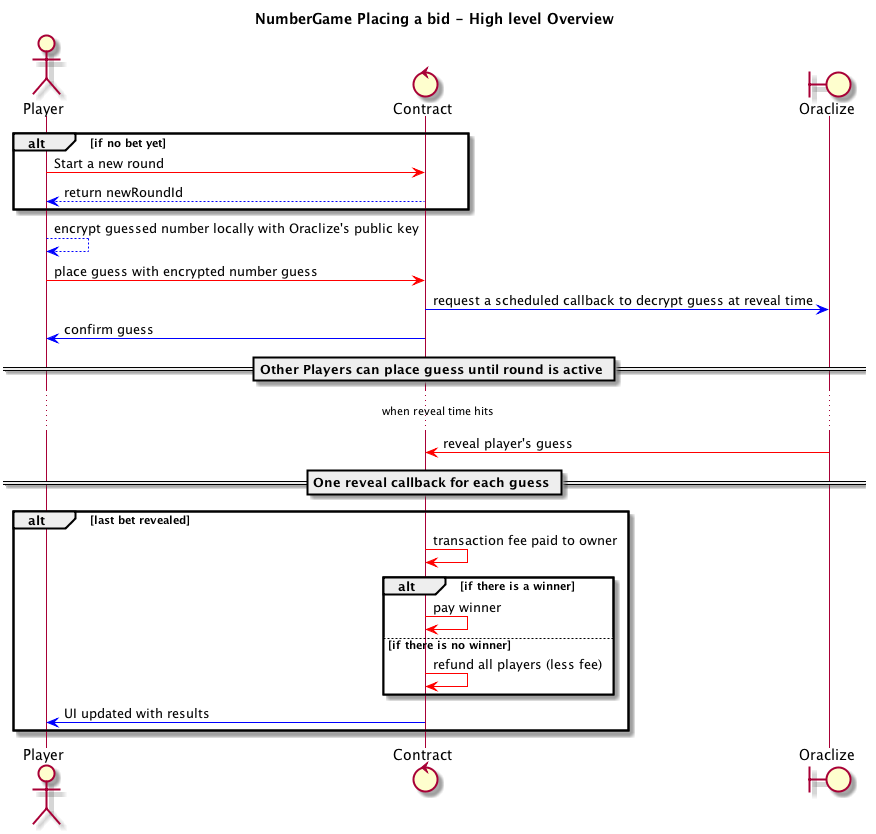 NumberGame Placing a bid - High level Overview
Player
Contract
Oraclize
alt [if no bet yet]
Start a new round
return newRoundId
encrypt guessed number locally with Oraclize's public key
place guess with encrypted number guess
request a scheduled callback to decrypt guess at reveal time
confirm guess
Other Players can place guess until round is active
when reveal time hits
reveal player's guess
One reveal callback for each guess
alt [last bet revealed]
transaction fee paid to owner
alt [if there is a winner]
pay winner
[if there is no winner]
refund all players (less fee)
UI updated with results
Player
Contract
Oraclize